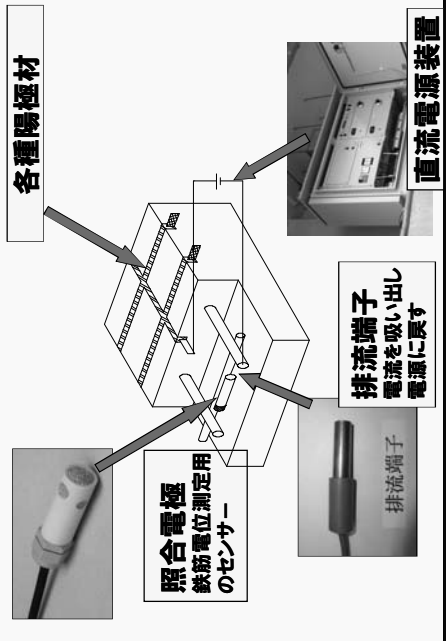 各種陽極材
直流電源装置
照合電極
鉄筋電位測定用
のセンサー
排流端子
電流を吸い出し
電源に戻す
排流端子